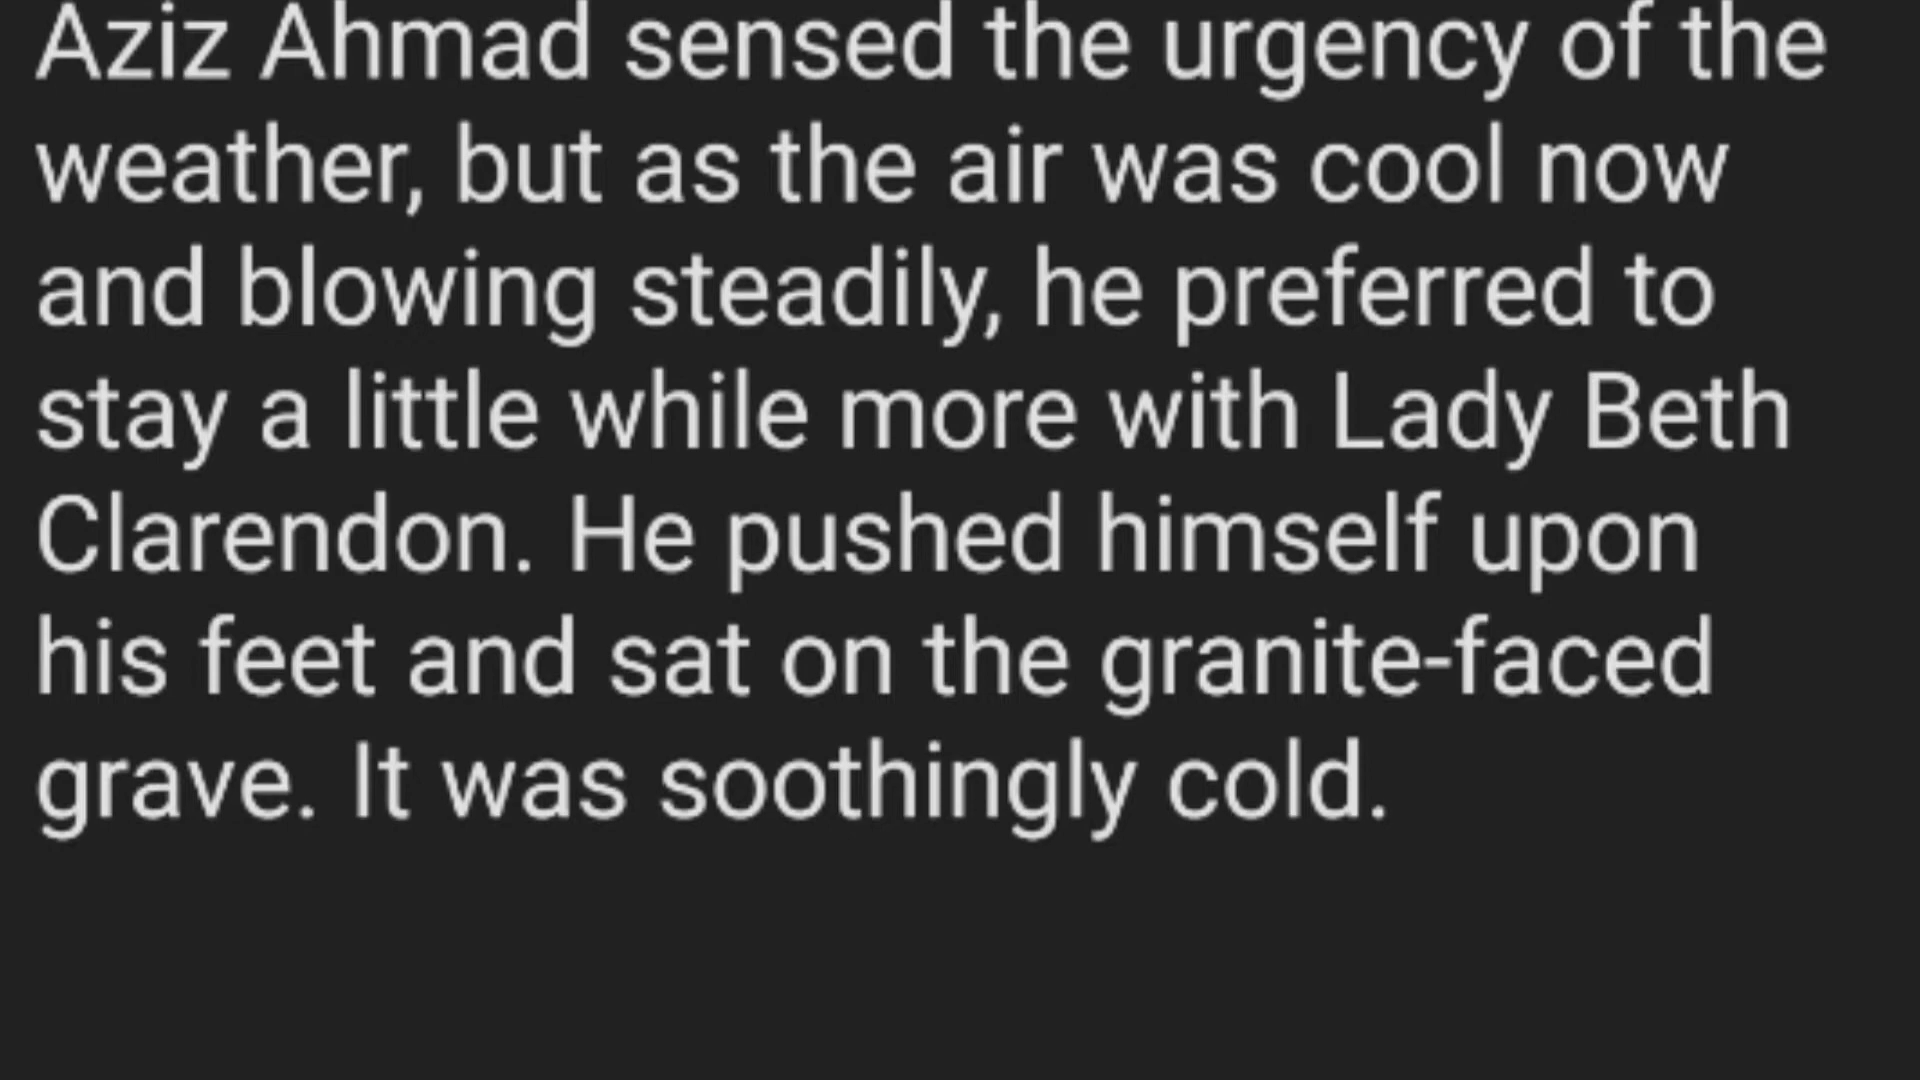 Aziz Ahmad sensed the urgency of the
weather, but as the air was cool now
and blowing steadily, he preferred to
stay a little while more with Lady Beth
Clarendon. He pushed himself upon
his feet and sat on the granite-faced
grave. It was soothingly cold.